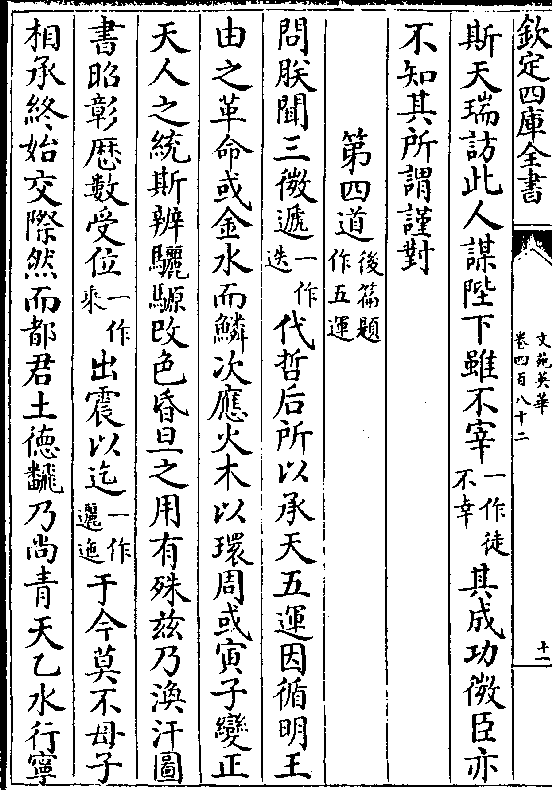 欽定四庫全書
文苑英華
卷四百八十二
十一
斯天瑞訪此人謀陛下雖不宰一作徒不幸其成功微臣亦
不知其所謂謹對
第四道後篇題作五運
問朕聞三微遞一作迭代哲后所以承天五運因循明王
由之革命或金水而鱗次應火木以環周或寅子變正
天人之統斯辨驪騵改色昏旦之用有殊茲乃渙汗圖
書昭彰厯數受位一作乘出震以迄一作邐迆于今莫不母子
相承終始交際然而都君土德翻乃尚青天乙水行寧